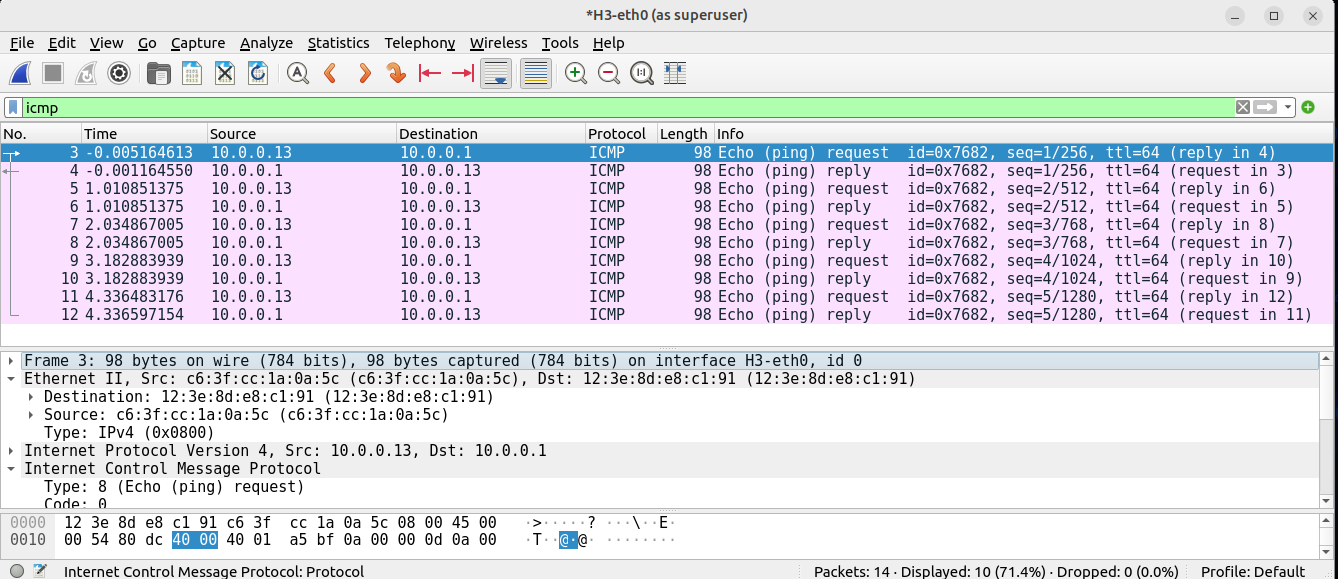 *H3-eth0 (as superuser)
File Edit View Go Capture Analyze Statistics Telephony Wireless Tools Help
icmp
No. Time Source Destination Protocol Length Info
3 -0.005164613 10.0.0.13 10.0.0.1 ICMP 98 Echo (ping) request id=0x7682, seq=1/256, ttl=64 (reply in 4)
4 -0.001164550 10.0.0.1 10.0.0.13 ICMP 98 Echo (ping) reply id=0x7682, seq=1/256, ttl=64 (request in 3)
5 1.010851375 10.0.0.13 10.0.0.1 ICMP 98 Echo (ping) request id=0x7682, seq=2/512, ttl=64 (reply in 6)
6 1.010851375 10.0.0.1 10.0.0.13 ICMP 98 Echo (ping) reply id=0x7682, seq=2/512, ttl=64 (request in 5)
7 2.034867005 10.0.0.13 10.0.0.1 ICMP 98 Echo (ping) request id=0x7682, seq=3/768, ttl=64 (reply in 8)
8 2.034867005 10.0.0.1 10.0.0.13 ICMP 98 Echo (ping) reply id=0x7682, seq=3/768, ttl=64 (request in 7)
9 3.182883939 10.0.0.13 10.0.0.1 ICMP 98 Echo (ping) request id=0x7682, seq=4/1024, ttl=64 (reply in 10)
10 3.182883939 10.0.0.1 10.0.0.13 ICMP 98 Echo (ping) reply id=0x7682, seq=4/1024, ttl=64 (request in 9)
11 4.336483176 10.0.0.13 10.0.0.1 ICMP 98 Echo (ping) request id=0x7682, seq=5/1280, ttl=64 (reply in 12)
12 4.336597154 10.0.0.1 10.0.0.13 ICMP 98 Echo (ping) reply id=0x7682, seq=5/1280, ttl=64 (request in 11)
Frame 3: 98 bytes on wire (784 bits), 98 bytes captured (784 bits) on interface H3-eth0, id 0
Ethernet II, Src: c6:3f:cc:1a:0a:5c (c6:3f:cc:1a:0a:5c), Dst: 12:3e:8d:e8:c1:91 (12:3e:8d:e8:c1:91)
Destination: 12:3e:8d:e8:c1:91 (12:3e:8d:e8:c1:91)
Source: c6:3f:cc:1a:0a:5c (c6:3f:cc:1a:0a:5c)
Type: IPv4 (0x0800)
Internet Protocol Version 4, Src: 10.0.0.13, Dst: 10.0.0.1
Internet Control Message Protocol
Type: 8 (Echo (ping) request)
Code: 0
0000 12 3e 8d e8 c1 91 c6 3f cc 1a 0a 5c 08 00 45 00 ·>·····? ···\··E·
0010 00 54 80 dc 40 00 40 01 a5 bf 0a 00 00 0d 0a 00 ·T··@·@· ········
Internet Control Message Protocol: Protocol
Packets: 14 · Displayed: 10 (71.4%) · Dropped: 0 (0.0%)
Profile: Default